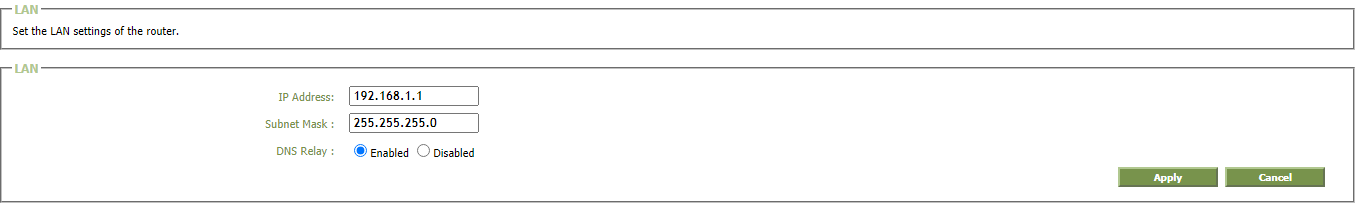 LAN
Set the LAN settings of the router.
LAN
IP Address: 192.168.1.1
Subnet Mask : 255.255.255.0
DNS Relay : Enabled Disabled
Apply Cancel